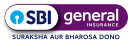 SBI general
INSURANCE
SURAKSHA AUR BHAROSA DONO